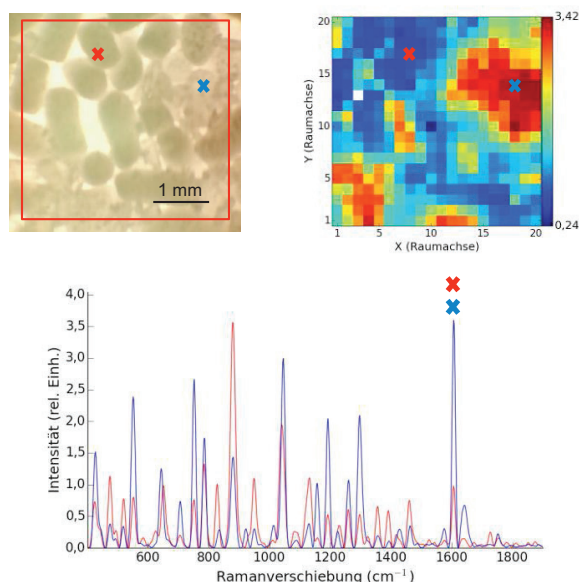 1 mm
20
15
10
5
1
Y (Raumachse)
1 5 10 15 20
X (Raumachse)
3,42
0,24
4,0
3,5
3,0
2,5
2,0
1,5
1,0
0,5
0,0
Intensität (rel. Einh.)
600 800 1000 1200 1400 1600 1800
Ramanverschiebung (cm⁻¹)